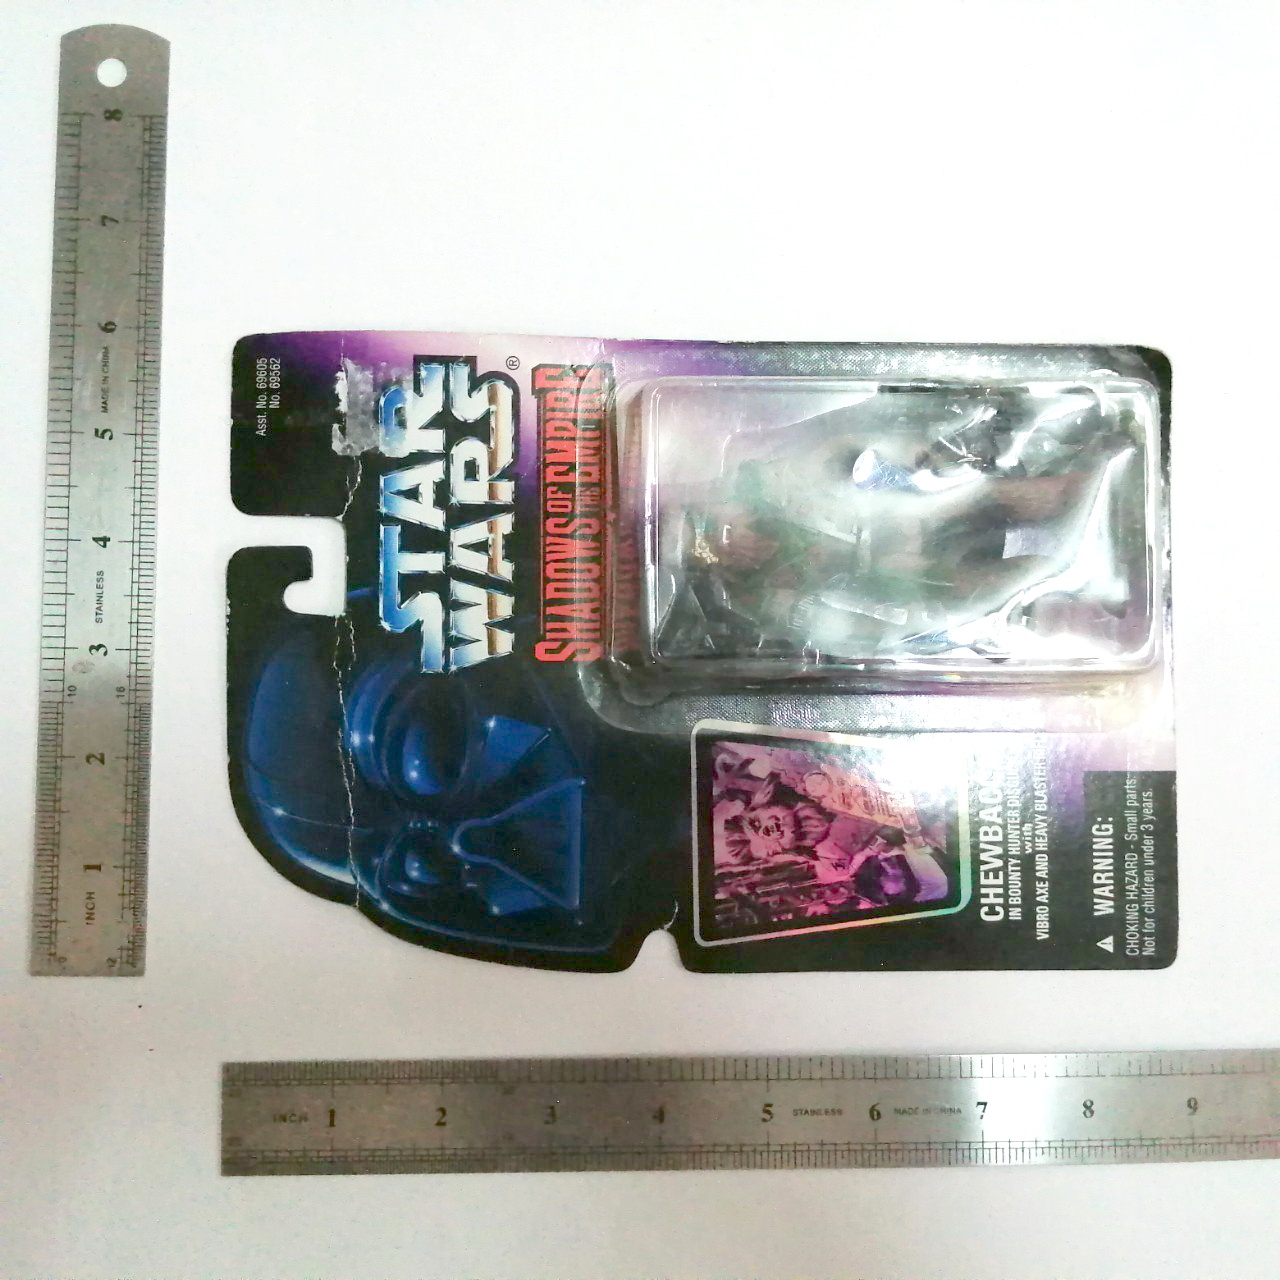 Asst. No. 69605
No. 69562
STAR
WARS®
SHADOWS OF THE EMPIRE
CHEWBACCA
IN BOUNTY HUNTER
with
VIBRO AXE AND HEAVY BLASTER
WARNING:
CHOKING HAZARD - Small parts.
Not for children under 3 years.
8
7
6
MADE IN CHINA
5
4
STAINLESS
3
10
16
2
1
INCH
INCH 1 2 3 4 5 STAINLESS 6 MADE IN CHINA 7 8 9